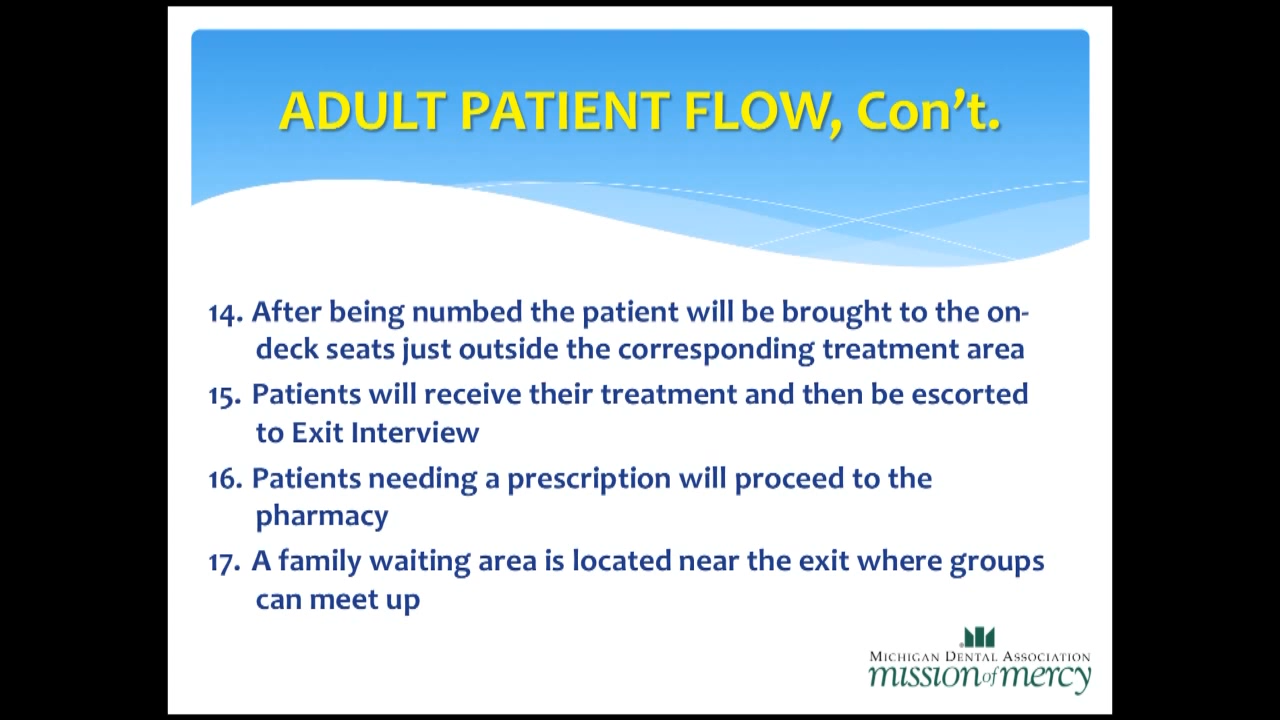 ADULT PATIENT FLOW, Con’t.
14. After being numbed the patient will be brought to the on-
deck seats just outside the corresponding treatment area
15. Patients will receive their treatment and then be escorted
to Exit Interview
16. Patients needing a prescription will proceed to the
pharmacy
17. A family waiting area is located near the exit where groups
can meet up
MICHIGAN DENTAL ASSOCIATION
mission of mercy